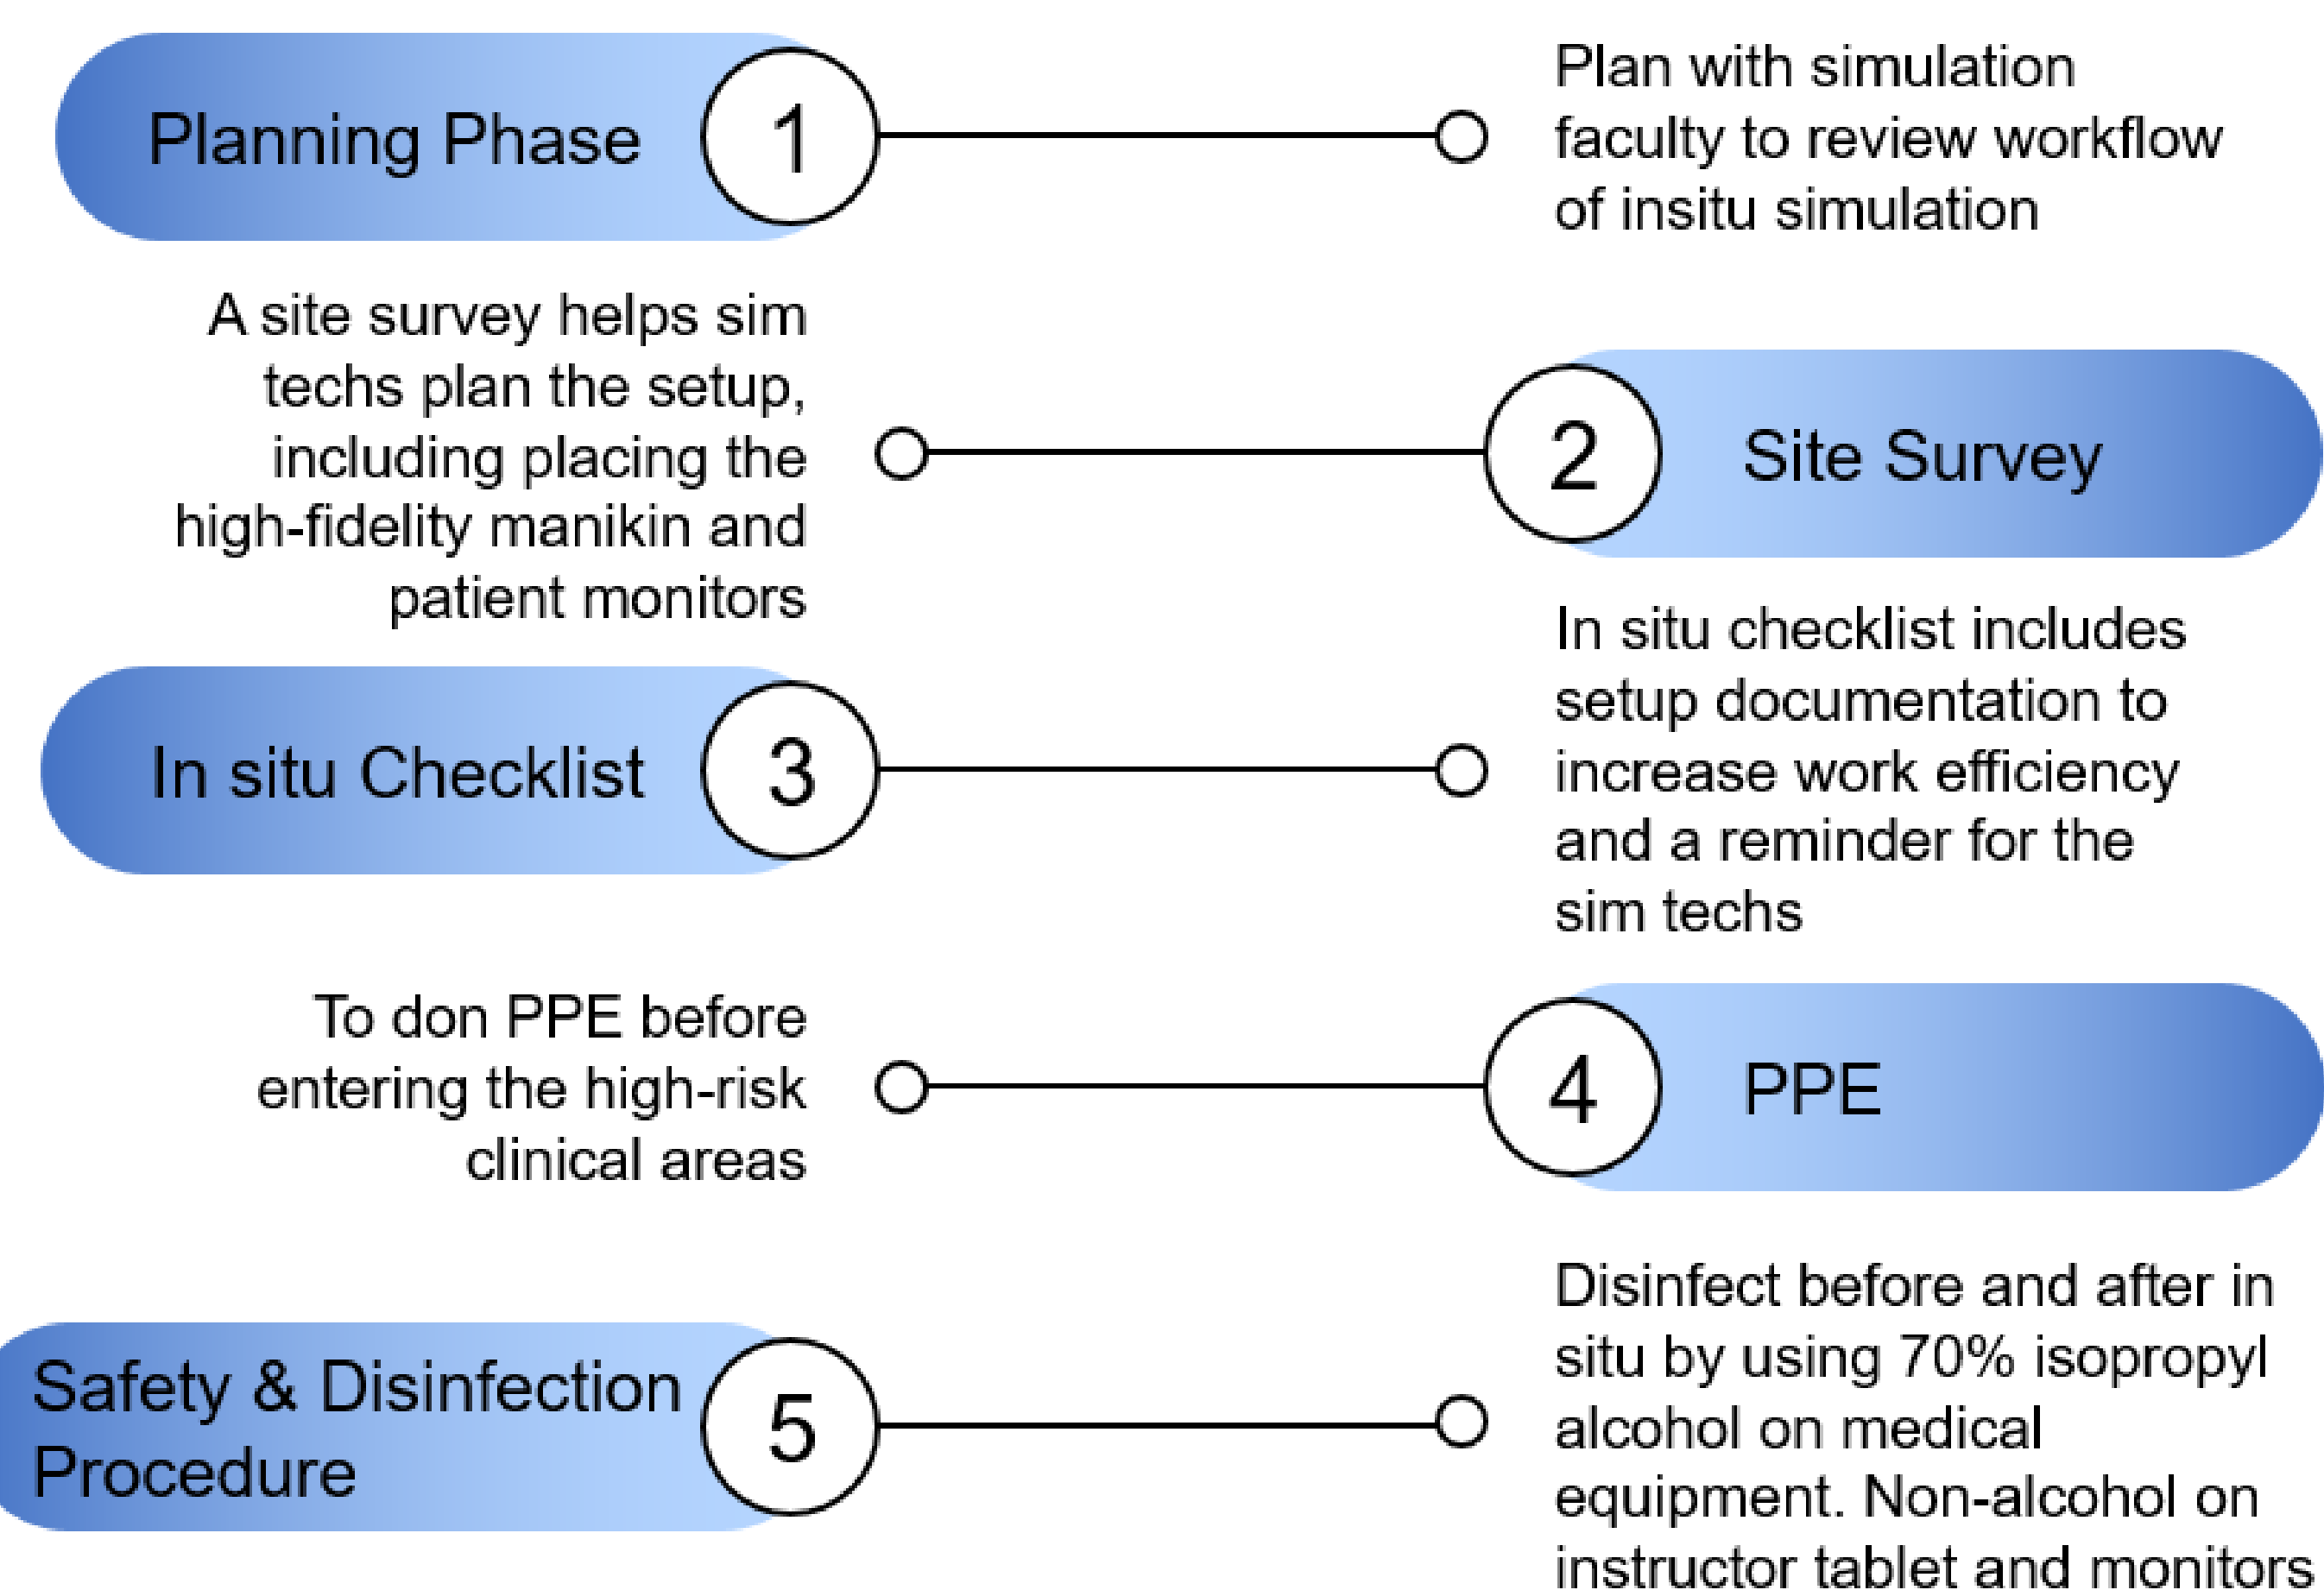 Planning Phase
1
Plan with simulation
faculty to review workflow
of insitu simulation
A site survey helps sim
techs plan the setup,
including placing the
high-fidelity manikin and
patient monitors
2
Site Survey
In situ Checklist
3
In situ checklist includes
setup documentation to
increase work efficiency
and a reminder for the
sim techs
To don PPE before
entering the high-risk
clinical areas
4
PPE
Safety & Disinfection
Procedure
5
Disinfect before and after in
situ by using 70% isopropyl
alcohol on medical
equipment. Non-alcohol on
instructor tablet and monitors